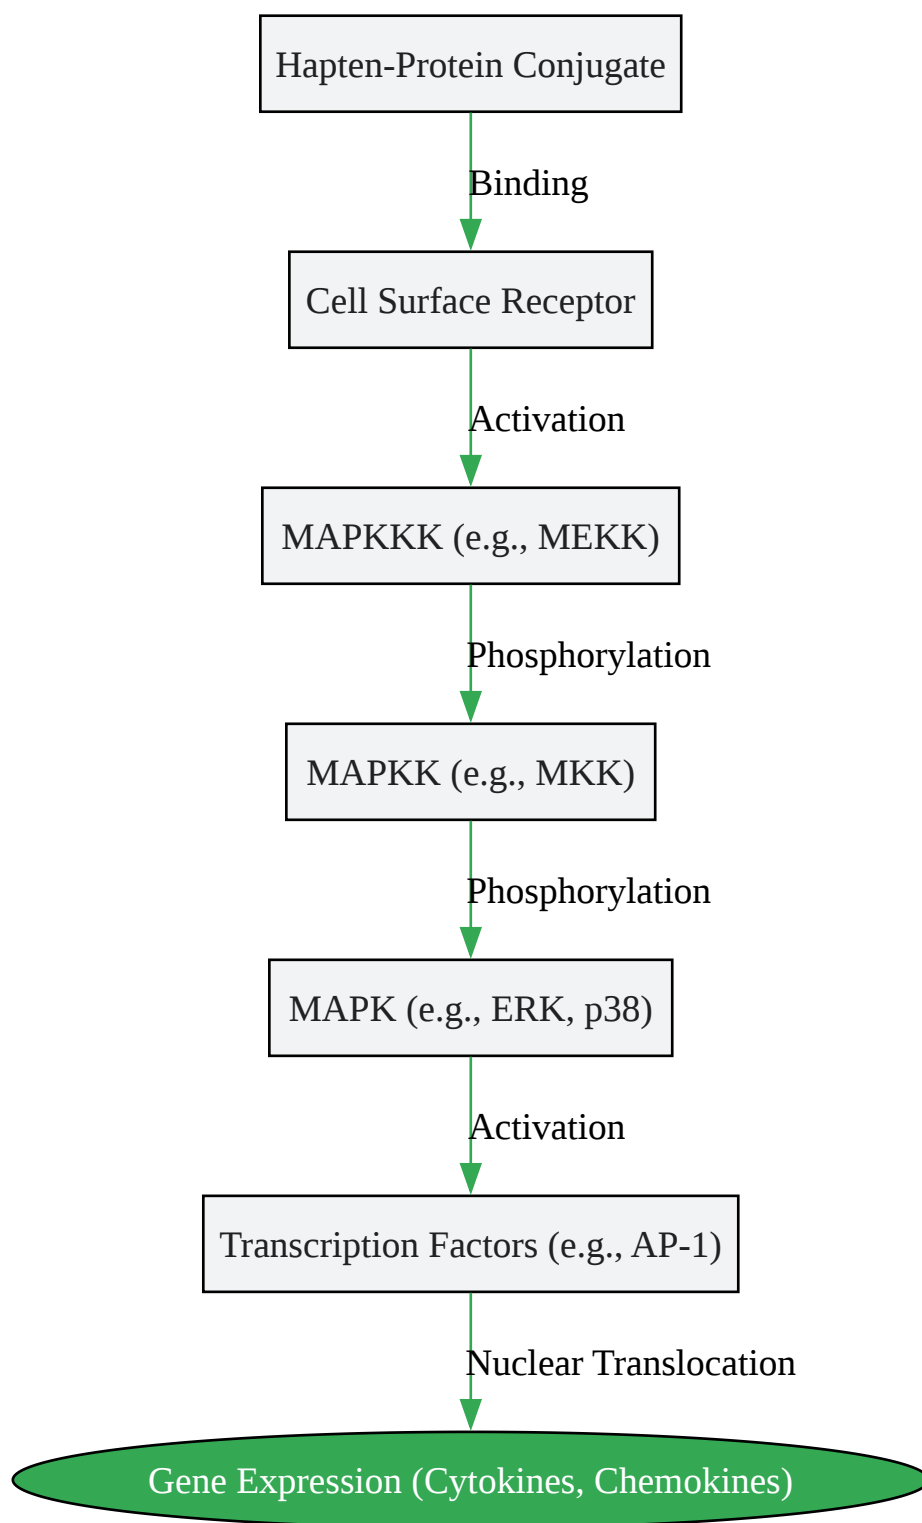 Hapten-Protein Conjugate
Binding
Cell Surface Receptor
Activation
MAPKKK (e.g., MEKK)
Phosphorylation
MAPKK (e.g., MKK)
Phosphorylation
MAPK (e.g., ERK, p38)
Activation
Transcription Factors (e.g., AP-1)
Nuclear Translocation
Gene Expression (Cytokines, Chemokines)